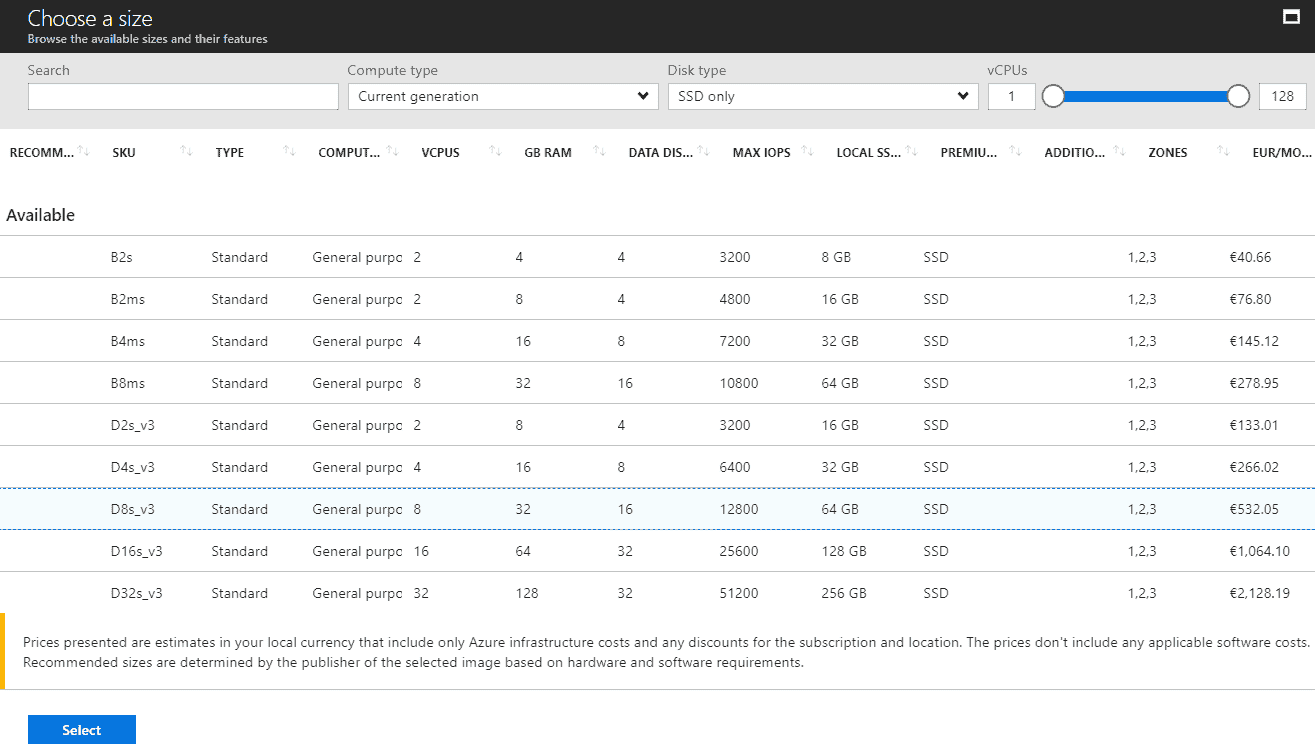 Choose a size
Browse the available sizes and their features
Search Compute type Disk type vCPUs
Current generation SSD only 1 128
RECOMM... SKU TYPE COMPUT... VCPUS GB RAM DATA DIS... MAX IOPS LOCAL SS... PREMIU... ADDITIO... ZONES EUR/MO...
Available
B2s Standard General purpo 2 4 4 3200 8 GB SSD 1,2,3 €40.66
B2ms Standard General purpo 2 8 4 4800 16 GB SSD 1,2,3 €76.80
B4ms Standard General purpo 4 16 8 7200 32 GB SSD 1,2,3 €145.12
B8ms Standard General purpo 8 32 16 10800 64 GB SSD 1,2,3 €278.95
D2s_v3 Standard General purpo 2 8 4 3200 16 GB SSD 1,2,3 €133.01
D4s_v3 Standard General purpo 4 16 8 6400 32 GB SSD 1,2,3 €266.02
D8s_v3 Standard General purpo 8 32 16 12800 64 GB SSD 1,2,3 €532.05
D16s_v3 Standard General purpo 16 64 32 25600 128 GB SSD 1,2,3 €1,064.10
D32s_v3 Standard General purpo 32 128 32 51200 256 GB SSD 1,2,3 €2,128.19
Prices presented are estimates in your local currency that include only Azure infrastructure costs and any discounts for the subscription and location. The prices don't include any applicable software costs.
Recommended sizes are determined by the publisher of the selected image based on hardware and software requirements.
Select